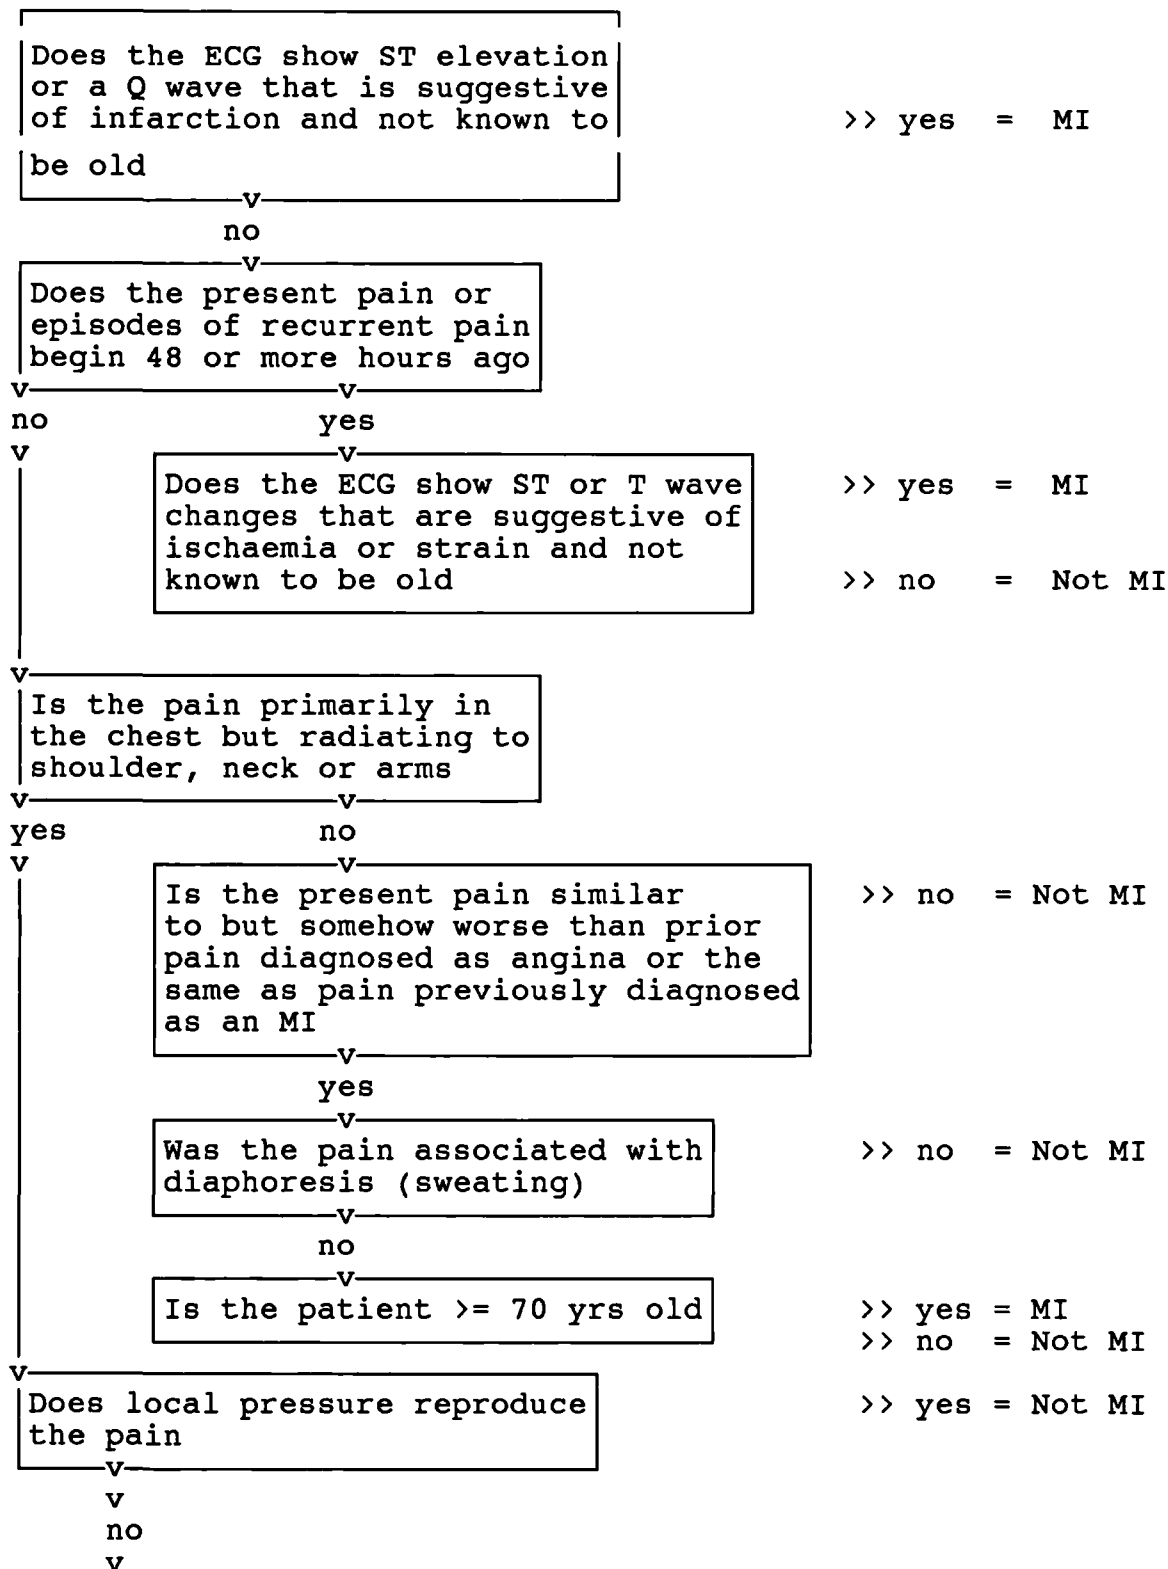 Does the ECG show ST elevation
or a Q wave that is suggestive
of infarction and not known to >> yes = MI
be old
v
no
v
Does the present pain or
episodes of recurrent pain
begin 48 or more hours ago
v v
no yes
v v
Does the ECG show ST or T wave >> yes = MI
changes that are suggestive of
ischaemia or strain and not
known to be old >> no = Not MI
v
Is the pain primarily in
the chest but radiating to
shoulder, neck or arms
v v
yes no
v v
Is the present pain similar >> no = Not MI
to but somehow worse than prior
pain diagnosed as angina or the
same as pain previously diagnosed
as an MI
v
yes
v
Was the pain associated with >> no = Not MI
diaphoresis (sweating)
v
no
v
Is the patient >= 70 yrs old >> yes = MI
>> no = Not MI
v
Does local pressure reproduce >> yes = Not MI
the pain
v
v
no
v